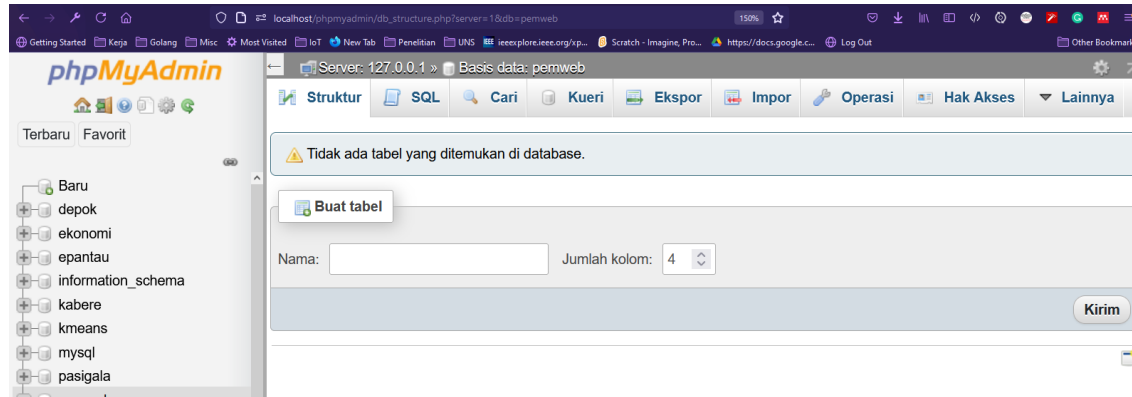 localhost/phpmyadmin/db_structure.php?server=1&db=pemweb
150%
Getting Started Kerja Golang Misc Most Visited IoT New Tab Penelitian UNS ieeexplore.ieee.org/xp... Scratch - Imagine, Pro... https://docs.google.c... Log Out Other Bookmark
phpMyAdmin
Terbaru Favorit
Baru
depok
ekonomi
epantau
information_schema
kabere
kmeans
mysql
pasigala
Server: 127.0.0.1 » Basis data: pemweb
Struktur SQL Cari Kueri Ekspor Impor Operasi Hak Akses Lainnya
Tidak ada tabel yang ditemukan di database.
Buat tabel
Nama: Jumlah kolom: 4
Kirim